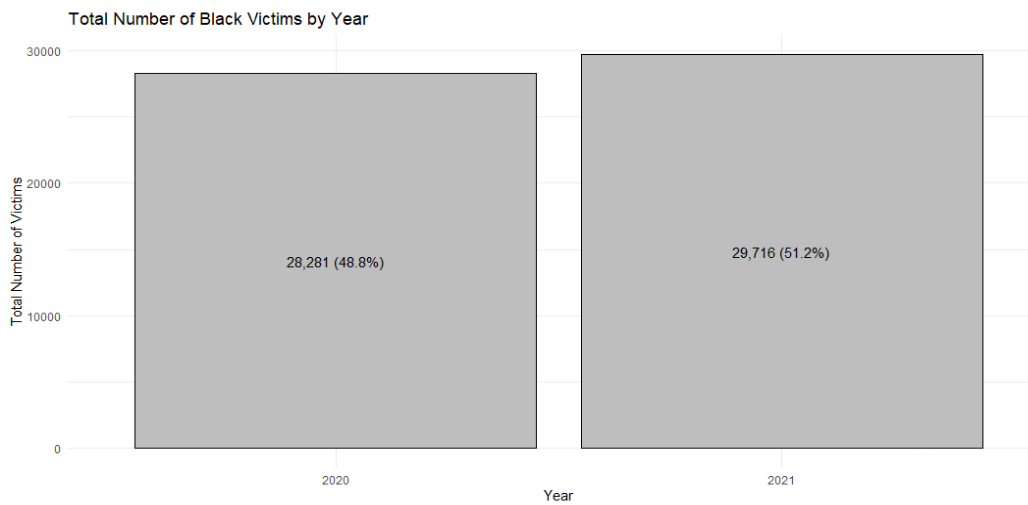 Total Number of Black Victims by Year
Total Number of Victims
30000
20000
10000
0
28,281 (48.8%)
29,716 (51.2%)
2020
2021
Year